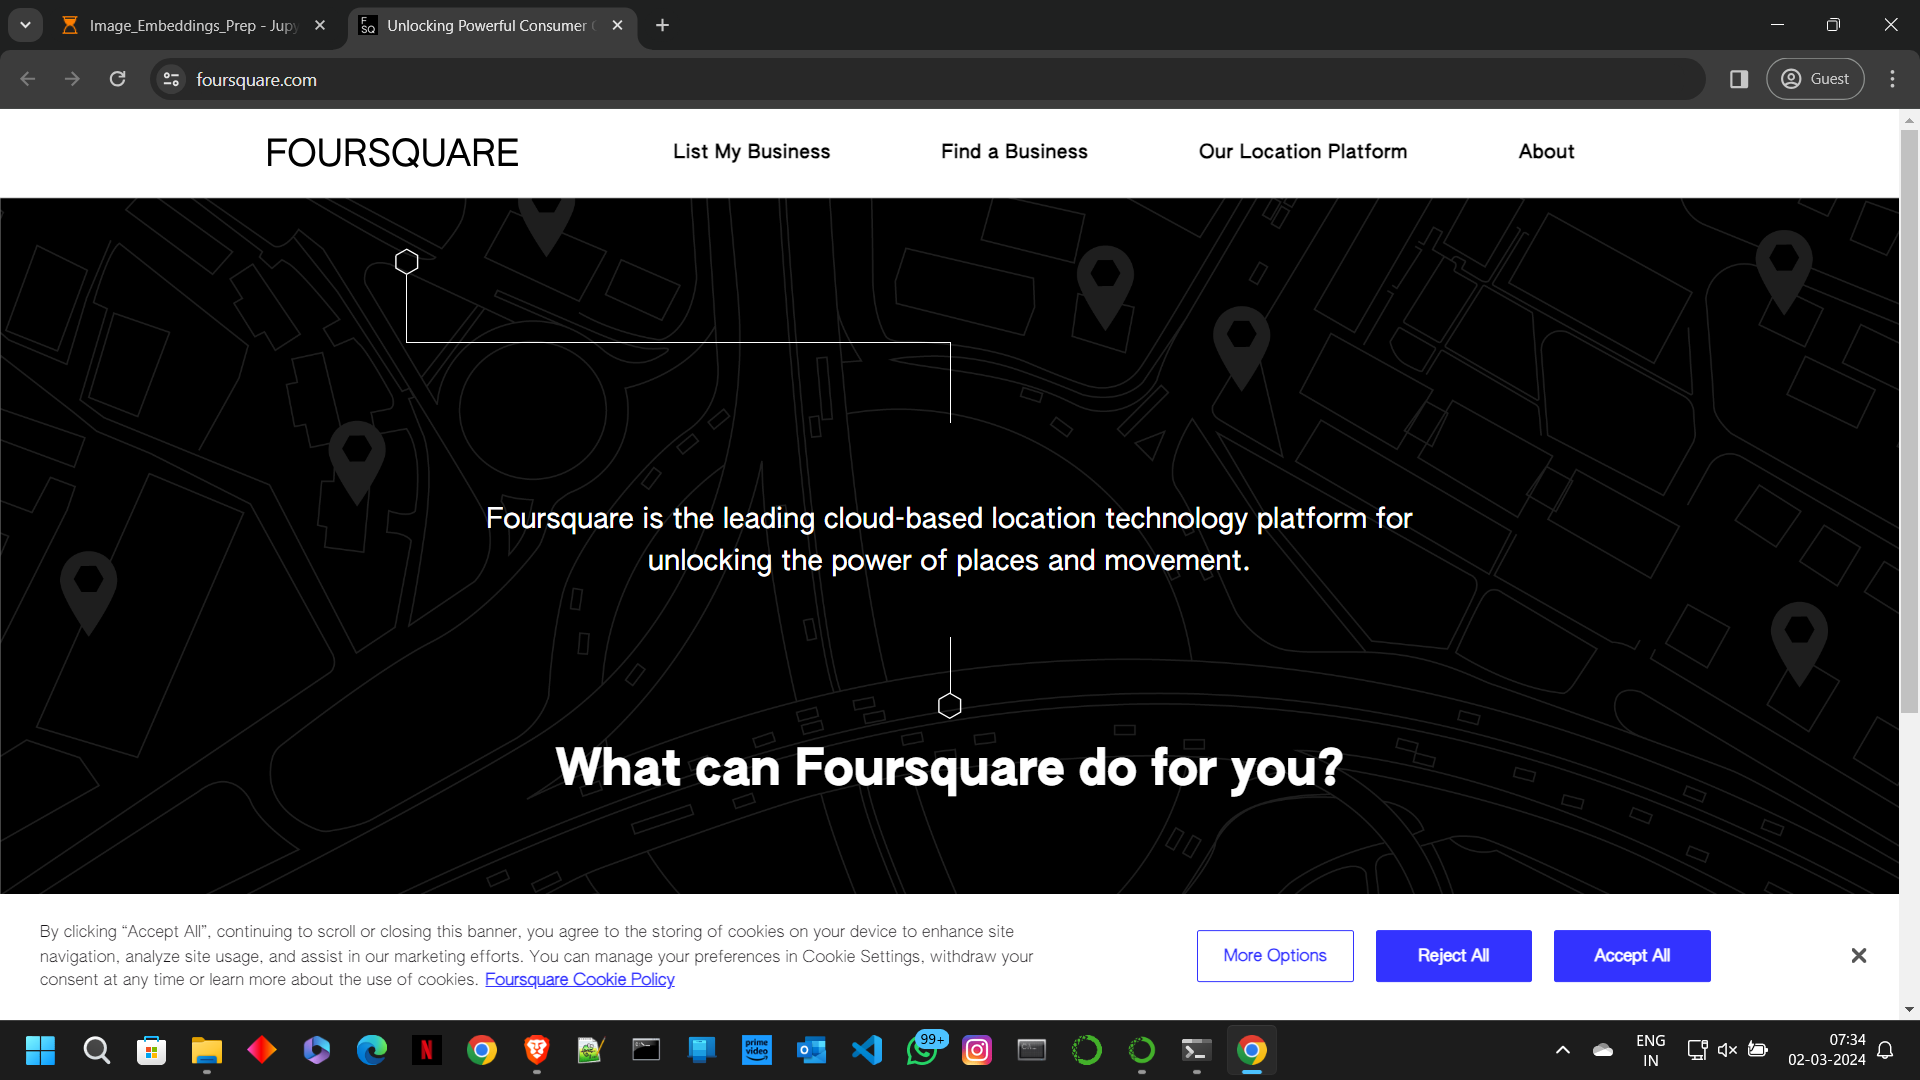 Image_Embeddings_Prep - Jupy
Unlocking Powerful Consumer
foursquare.com
Guest
FOURSQUARE
List My Business
Find a Business
Our Location Platform
About
Foursquare is the leading cloud-based location technology platform for
unlocking the power of places and movement.
What can Foursquare do for you?
By clicking “Accept All”, continuing to scroll or closing this banner, you agree to the storing of cookies on your device to enhance site
navigation, analyze site usage, and assist in our marketing efforts. You can manage your preferences in Cookie Settings, withdraw your
consent at any time or learn more about the use of cookies. Foursquare Cookie Policy
More Options
Reject All
Accept All
prime
video
99+
ENG
IN
07:34
02-03-2024